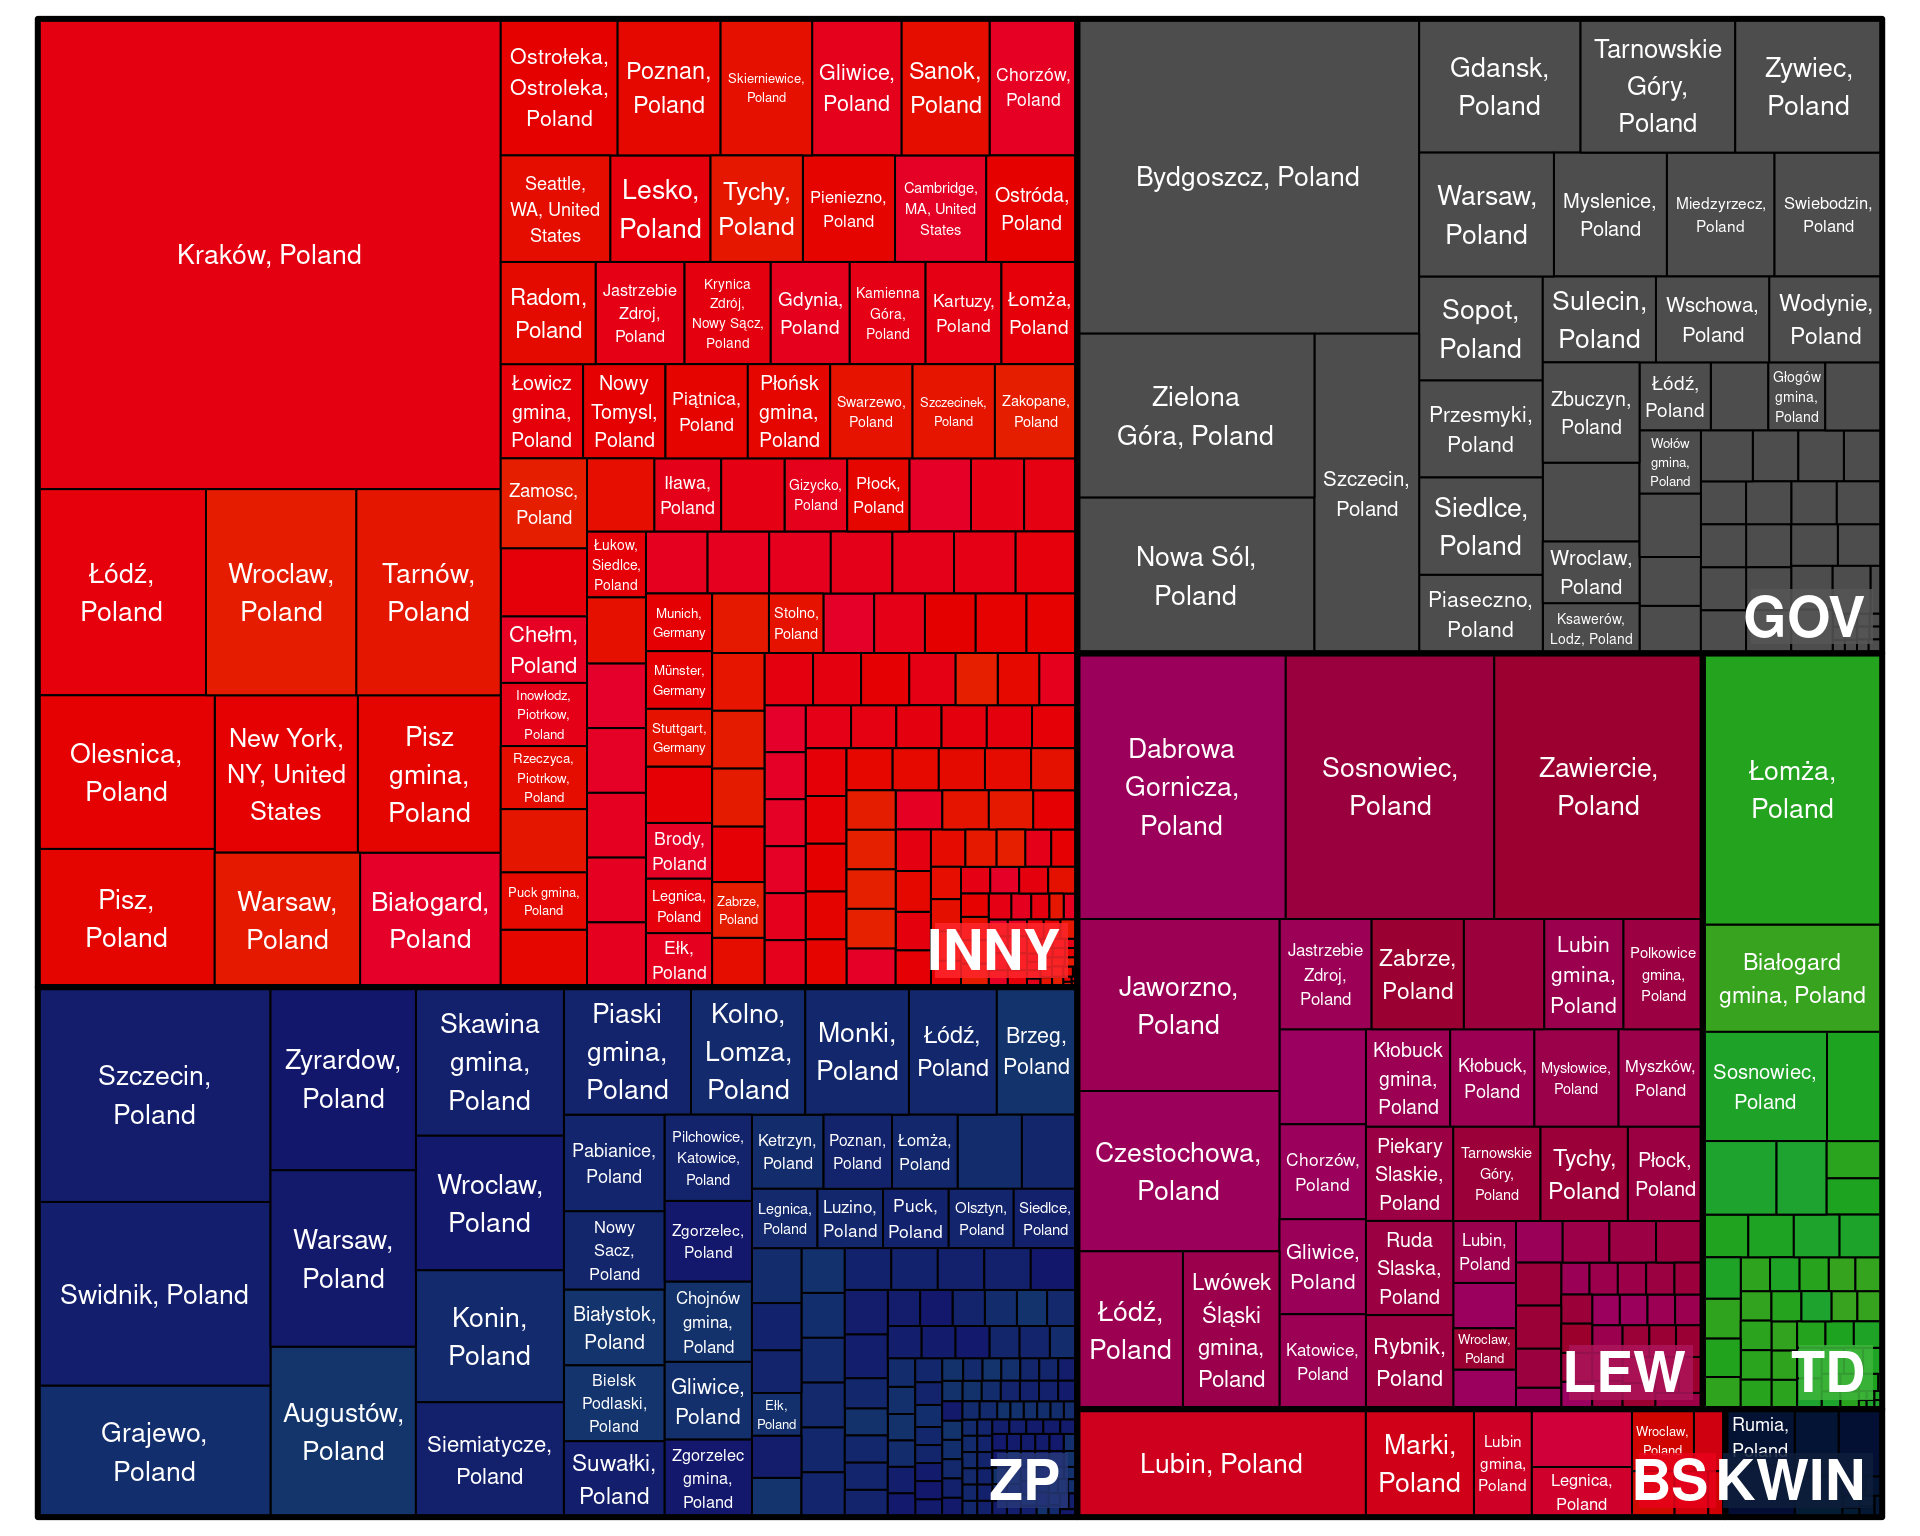 Kraków, Poland
Łódź,
Poland
Wroclaw,
Poland
Tarnów,
Poland
Olesnica,
Poland
New York,
NY, United
States
Pisz
gmina,
Poland
Pisz,
Poland
Warsaw,
Poland
Białogard,
Poland
Ostrołeka,
Ostroleka,
Poland
Poznan,
Poland
Skierniewice,
Poland
Gliwice,
Poland
Sanok,
Poland
Chorzów,
Poland
Seattle,
WA, United
States
Lesko,
Poland
Tychy,
Poland
Pieniezno,
Poland
Cambridge,
MA, United
States
Ostróda,
Poland
Radom,
Poland
Jastrzebie
Zdroj,
Poland
Krynica
Zdrój,
Nowy Sącz,
Poland
Gdynia,
Poland
Kamienna
Góra,
Poland
Kartuzy,
Poland
Łomża,
Poland
Łowicz
gmina,
Poland
Nowy
Tomysl,
Poland
Piątnica,
Poland
Płońsk
gmina,
Poland
Swarzewo,
Poland
Szczecinek,
Poland
Zakopane,
Poland
Zamosc,
Poland
Iława,
Poland
Gizycko,
Poland
Płock,
Poland
Łukow,
Siedlce,
Poland
Chełm,
Poland
Munich,
Germany
Stolno,
Poland
Inowłodz,
Piotrkow,
Poland
Münster,
Germany
Rzeczyca,
Piotrkow,
Poland
Stuttgart,
Germany
Brody,
Poland
Puck gmina,
Poland
Legnica,
Poland
Zabrze,
Poland
Ełk,
Poland
INNY
Bydgoszcz, Poland
Zielona
Góra, Poland
Nowa Sól,
Poland
Szczecin,
Poland
Gdansk,
Poland
Tarnowskie
Góry,
Poland
Zywiec,
Poland
Warsaw,
Poland
Myslenice,
Poland
Miedzyrzecz,
Poland
Swiebodzin,
Poland
Sopot,
Poland
Sulecin,
Poland
Wschowa,
Poland
Wodynie,
Poland
Przesmyki,
Poland
Zbuczyn,
Poland
Łódź,
Poland
Głogów
gmina,
Poland
Wołów
gmina,
Poland
Siedlce,
Poland
Wroclaw,
Poland
Piaseczno,
Poland
Ksawerów,
Lodz, Poland
GOV
Dabrowa
Gornicza,
Poland
Sosnowiec,
Poland
Zawiercie,
Poland
Jaworzno,
Poland
Czestochowa,
Poland
Łódź,
Poland
Lwówek
Śląski
gmina,
Poland
Jastrzebie
Zdroj,
Poland
Zabrze,
Poland
Lubin
gmina,
Poland
Polkowice
gmina,
Poland
Kłobuck
gmina,
Poland
Kłobuck,
Poland
Mysłowice,
Poland
Myszków,
Poland
Chorzów,
Poland
Piekary
Slaskie,
Poland
Tarnowskie
Góry,
Poland
Tychy,
Poland
Płock,
Poland
Gliwice,
Poland
Ruda
Slaska,
Poland
Lubin,
Poland
Katowice,
Poland
Rybnik,
Poland
Wroclaw,
Poland
LEW
Łomża,
Poland
Białogard
gmina, Poland
Sosnowiec,
Poland
TD
Szczecin,
Poland
Swidnik, Poland
Grajewo,
Poland
Zyrardow,
Poland
Warsaw,
Poland
Augustów,
Poland
Skawina
gmina,
Poland
Wroclaw,
Poland
Konin,
Poland
Siemiatycze,
Poland
Piaski
gmina,
Poland
Kolno,
Lomza,
Poland
Monki,
Poland
Łódź,
Poland
Brzeg,
Poland
Pabianice,
Poland
Pilchowice,
Katowice,
Poland
Ketrzyn,
Poland
Poznan,
Poland
Łomża,
Poland
Nowy
Sacz,
Poland
Zgorzelec,
Poland
Legnica,
Poland
Luzino,
Poland
Puck,
Poland
Olsztyn,
Poland
Siedlce,
Poland
Białystok,
Poland
Chojnów
gmina,
Poland
Bielsk
Podlaski,
Poland
Gliwice,
Poland
Ełk,
Poland
Suwałki,
Poland
Zgorzelec
gmina,
Poland
ZP
Lubin, Poland
Marki,
Poland
Lubin
gmina,
Poland
Legnica,
Poland
Wroclaw,
Poland
BS
Rumia,
Poland
KWIN